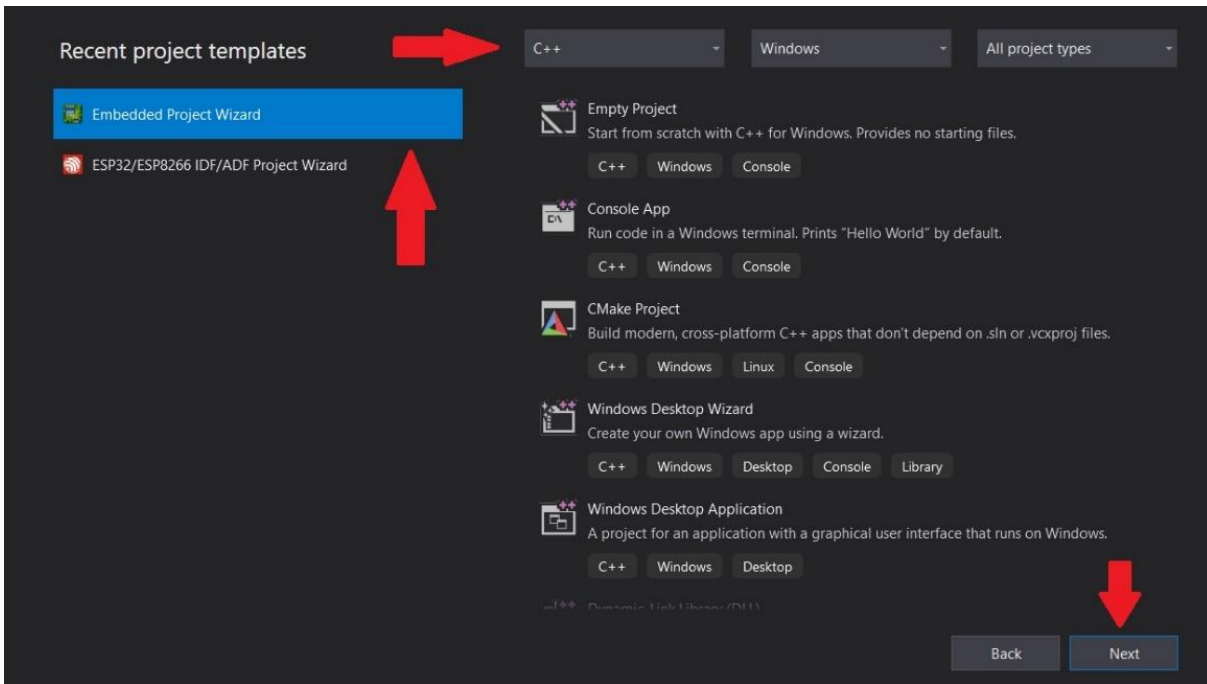 Recent project templates
C++
Windows
All project types
Embedded Project Wizard
ESP32/ESP8266 IDF/ADF Project Wizard
Empty Project
Start from scratch with C++ for Windows. Provides no starting files.
C++ Windows Console
Console App
Run code in a Windows terminal. Prints "Hello World" by default.
C++ Windows Console
CMake Project
Build modern, cross-platform C++ apps that don't depend on .sln or .vcxproj files.
C++ Windows Linux Console
Windows Desktop Wizard
Create your own Windows app using a wizard.
C++ Windows Desktop Console Library
Windows Desktop Application
A project for an application with a graphical user interface that runs on Windows.
C++ Windows Desktop
Dynamic-Link Library (DLL)
Back Next